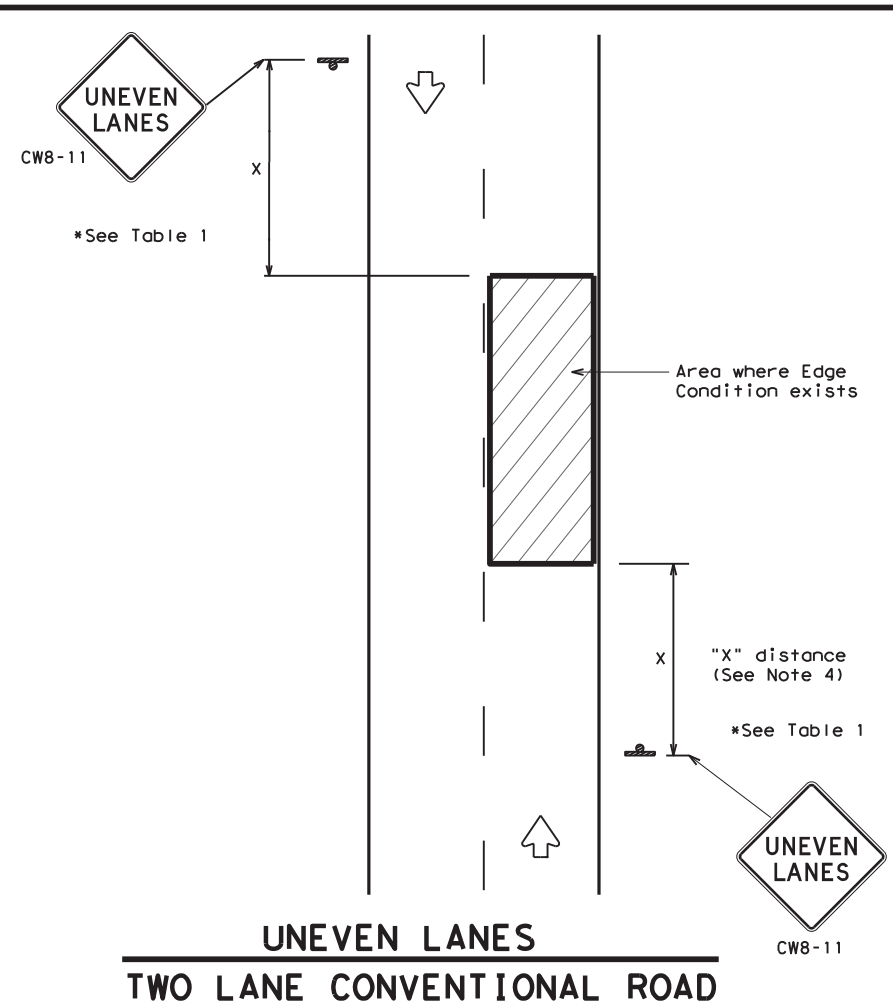 UNEVEN
LANES
CW8-11
X
*See Table 1
Area where Edge
Condition exists
X
"X" distance
(See Note 4)
*See Table 1
UNEVEN
LANES
CW8-11
UNEVEN LANES
TWO LANE CONVENTIONAL ROAD